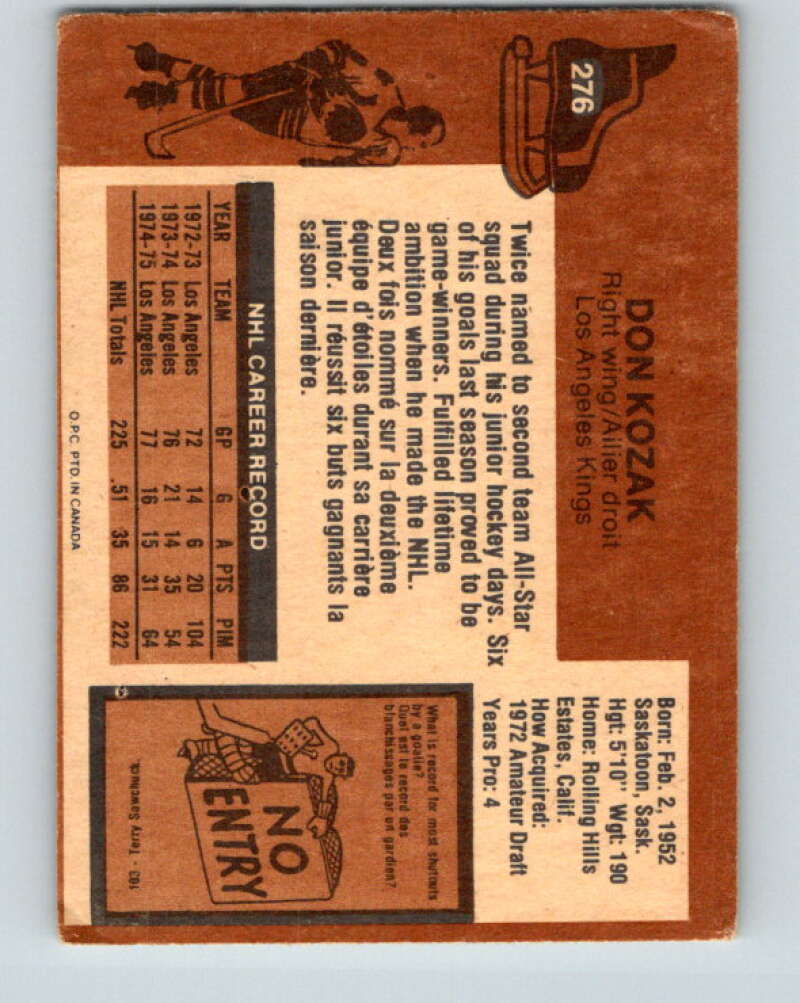 276
DON KOZAK
Right wing/Ailier droit
Los Angeles Kings
Born: Feb. 2, 1952
Saskatoon, Sask.
Hgt: 5'10" Wgt: 190
Home: Rolling Hills
Estates, Calif.
How Acquired:
1972 Amateur Draft
Years Pro: 4
Twice named to second team All-Star
squad during his junior hockey days. Six
of his goals last season proved to be
game-winners. Fulfilled lifetime
ambition when he made the NHL.
Deux fois nommé sur la deuxième
équipe d'étoiles durant sa carrière
junior. Il réussit six buts gagnants la
saison dernière.
NHL CAREER RECORD
YEAR TEAM GP G A PTS PIM
1972-73 Los Angeles 72 14 6 20 104
1973-74 Los Angeles 76 21 14 35 54
1974-75 Los Angeles 77 16 15 31 64
NHL Totals 225 51 35 86 222
O.P.C. PTD. IN CANADA
What is record for most shutouts
by a goalie?
Quel est le record des
blanchissages par un gardien?
NO
ENTRY
103 - Terry Sawchuck